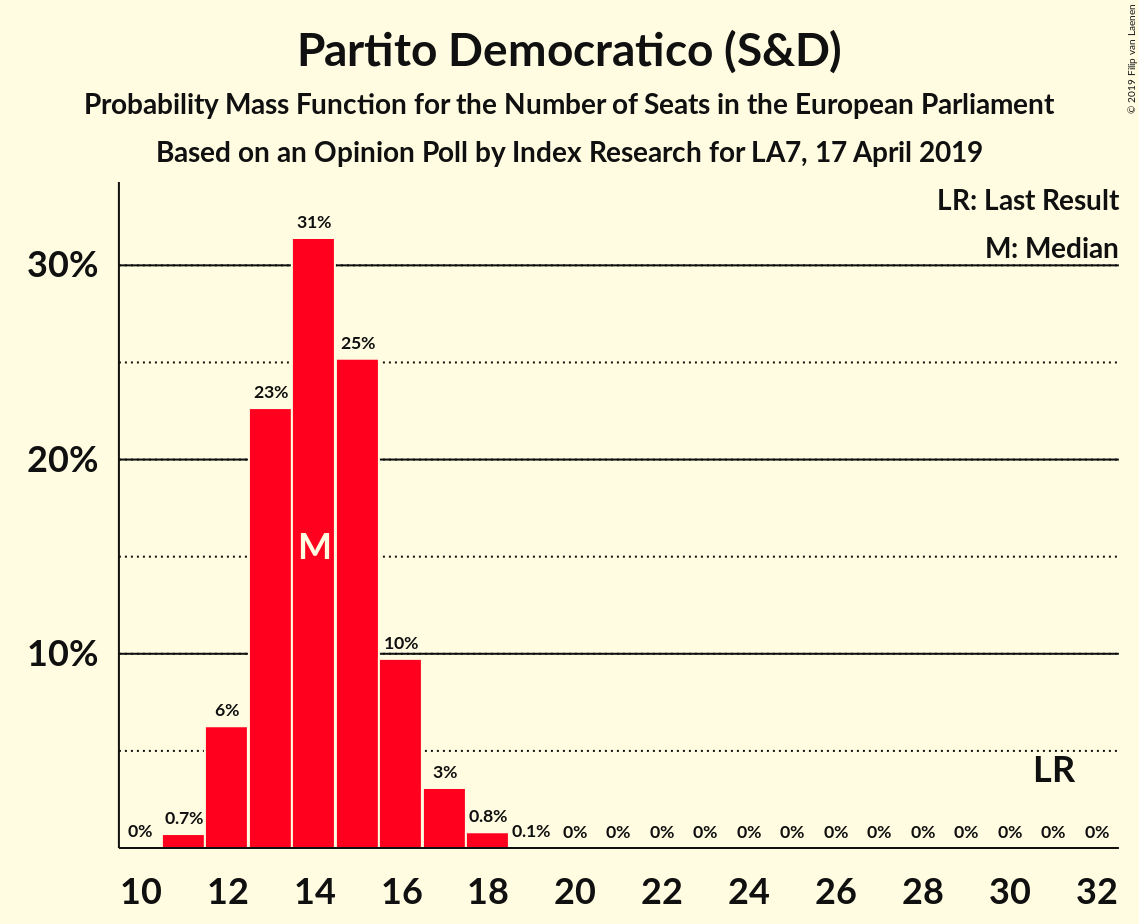 Partito Democratico (S&D)
Probability Mass Function for the Number of Seats in the European Parliament
Based on an Opinion Poll by Index Research for LA7, 17 April 2019
© 2019 Filip van Laenen
LR: Last Result
M: Median
31%
30%
25%
23%
20%
M
10%
10%
6%
LR
3%
0% 0.7% 0.8% 0.1% 0% 0% 0% 0% 0% 0% 0% 0% 0% 0% 0% 0% 0%
10 12 14 16 18 20 22 24 26 28 30 32